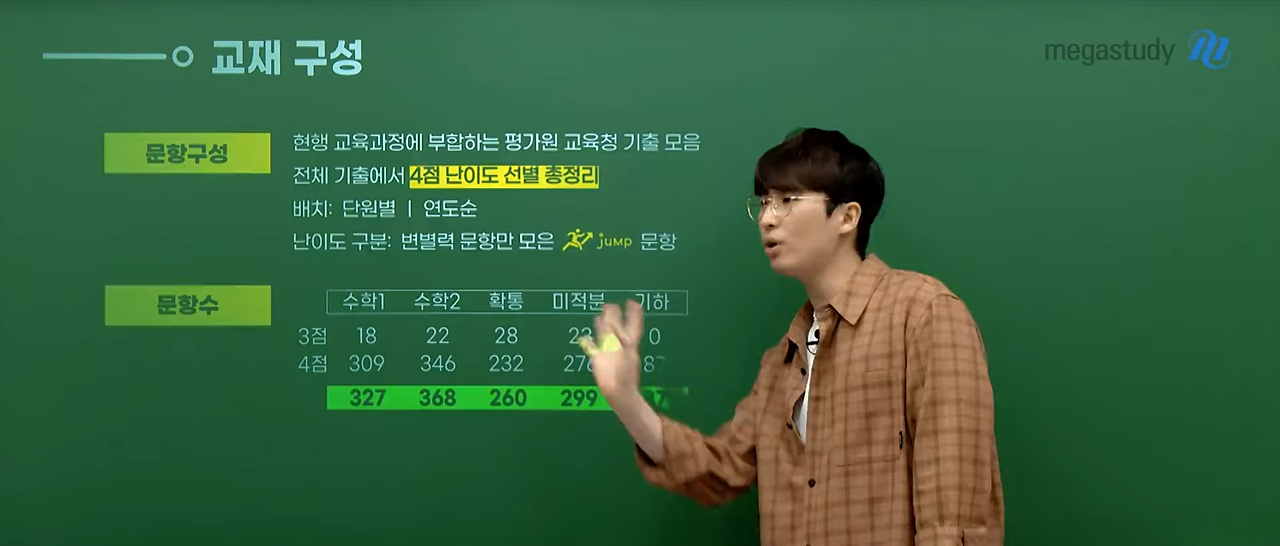 교재 구성
megastudy
문항구성
현행 교육과정에 부합하는 평가원 교육청 기출 모음
전체 기출에서 4점 난이도 선별 총정리
배치: 단원별 | 연도순
난이도 구분: 변별력 문항만 모은 jump 문항
문항수
수학1 수학2 확통 미적분 기하
3점 18 22 28 23 0
4점 309 346 232 276
327 368 260 299